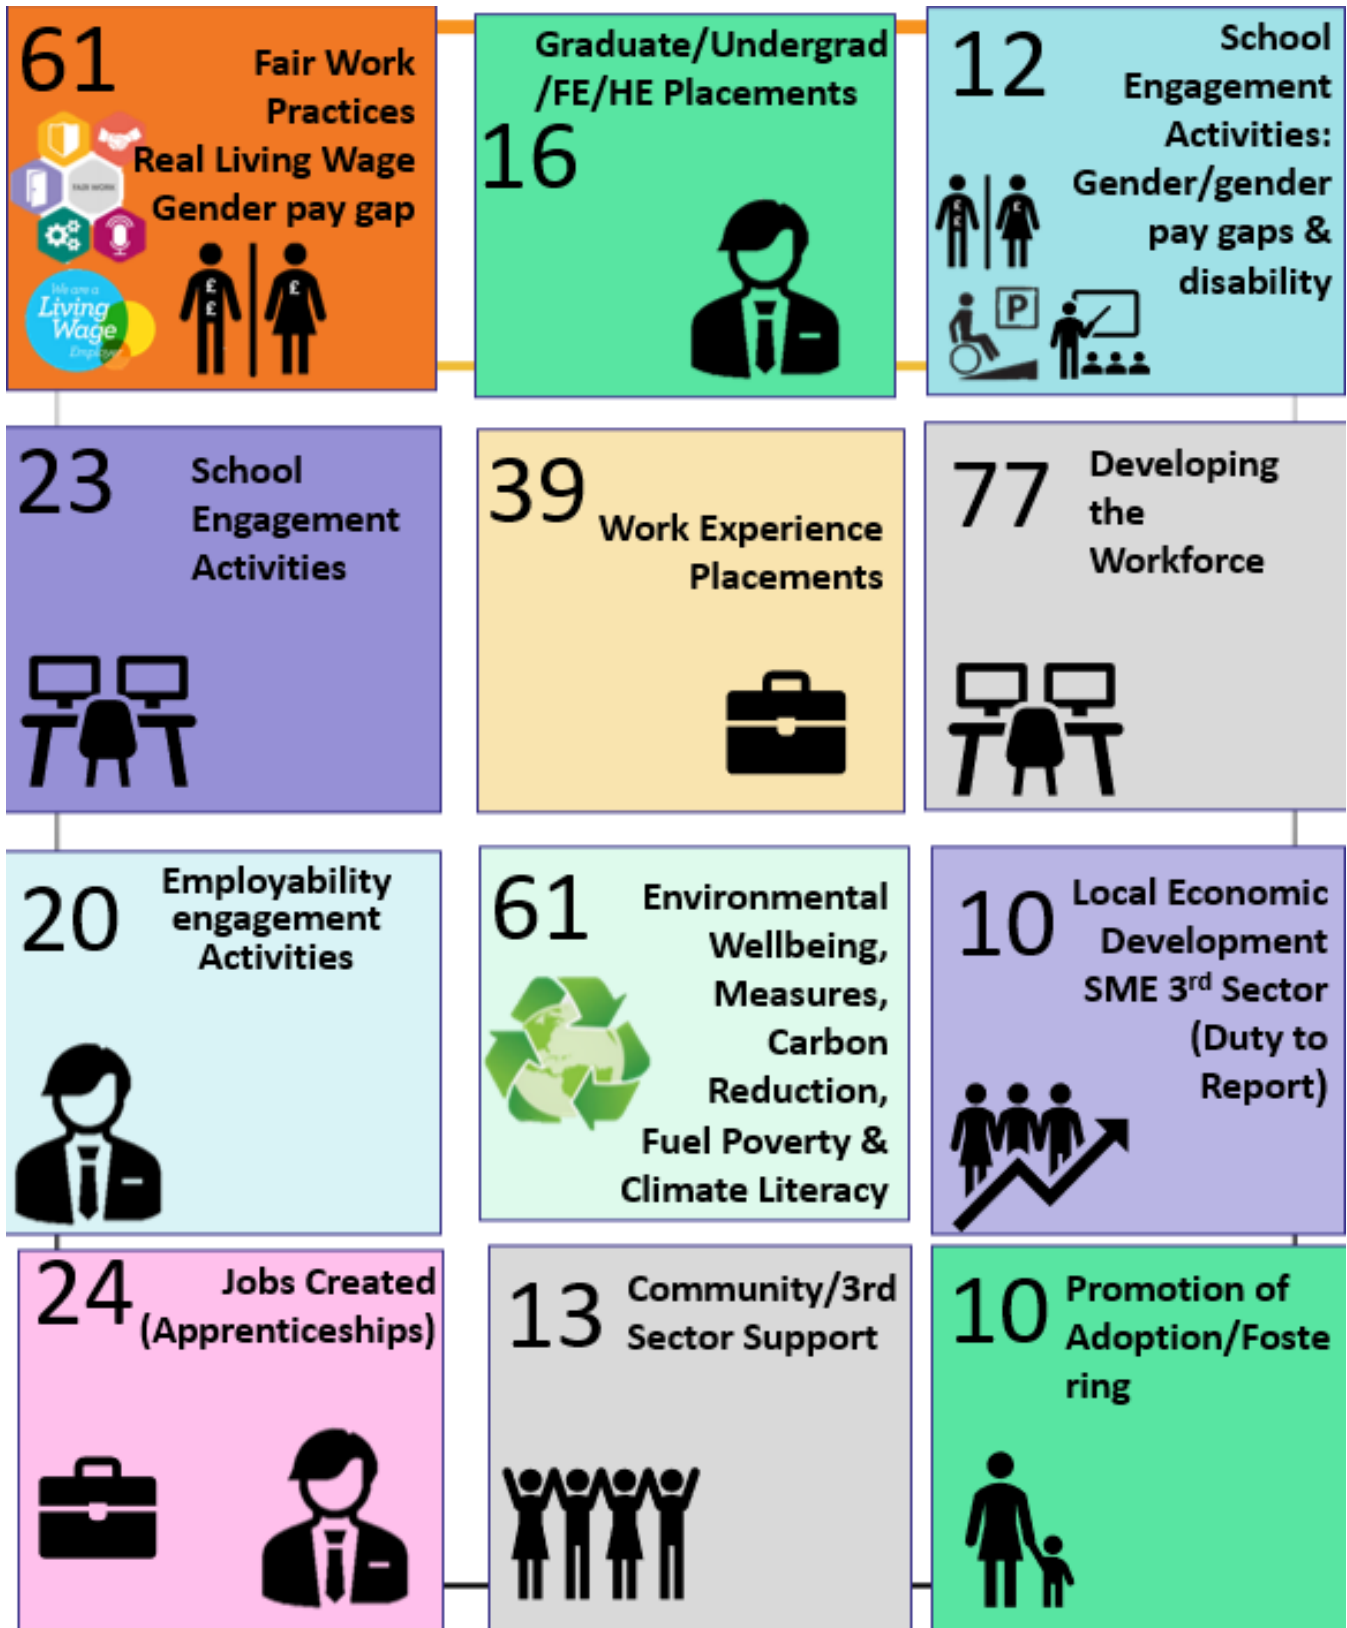 61
Fair Work
Practices
Real Living Wage
Gender pay gap
FAIR WORK
We are a
Living
Wage
Employer
£
£
£
Graduate/Undergrad
/FE/HE Placements
16
12
School
Engagement
Activities:
Gender/gender
pay gaps &
disability
£
£
£
P
23
School
Engagement
Activities
39
Work Experience
Placements
77
Developing
the
Workforce
20
Employability
engagement
Activities
61
Environmental
Wellbeing,
Measures,
Carbon
Reduction,
Fuel Poverty &
Climate Literacy
10
Local Economic
Development
SME 3rd Sector
(Duty to
Report)
24
Jobs Created
(Apprenticeships)
13
Community/3rd
Sector Support
10
Promotion of
Adoption/Foste
ring